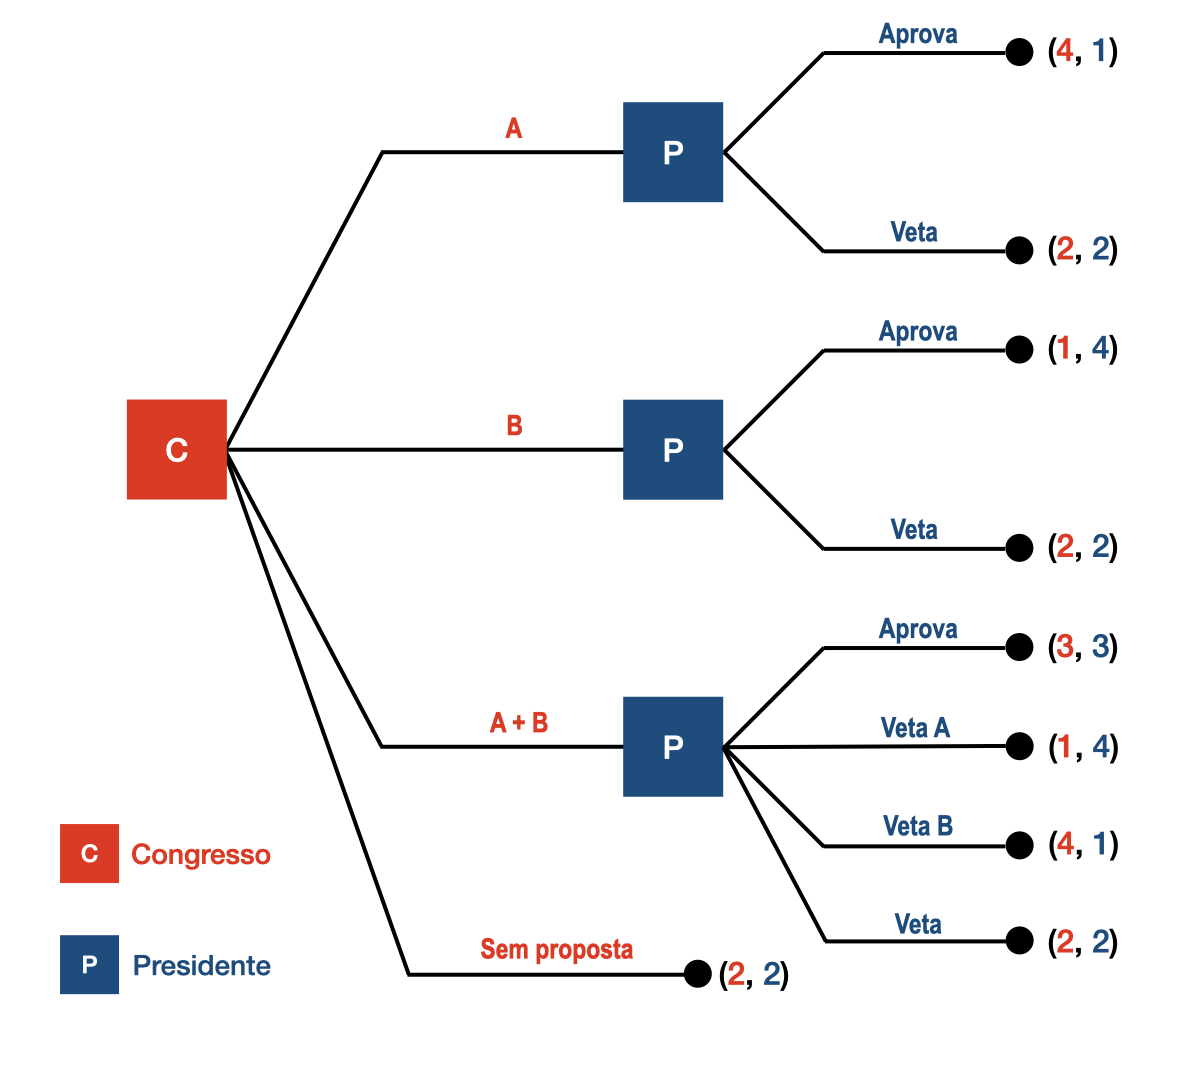 Aprova
(4, 1)
A
P
Veta
(2, 2)
Aprova
(1, 4)
B
C
P
Veta
(2, 2)
Aprova
(3, 3)
A + B
P
Veta A
(1, 4)
Veta B
(4, 1)
Veta
(2, 2)
Sem proposta
(2, 2)
C Congresso
P Presidente